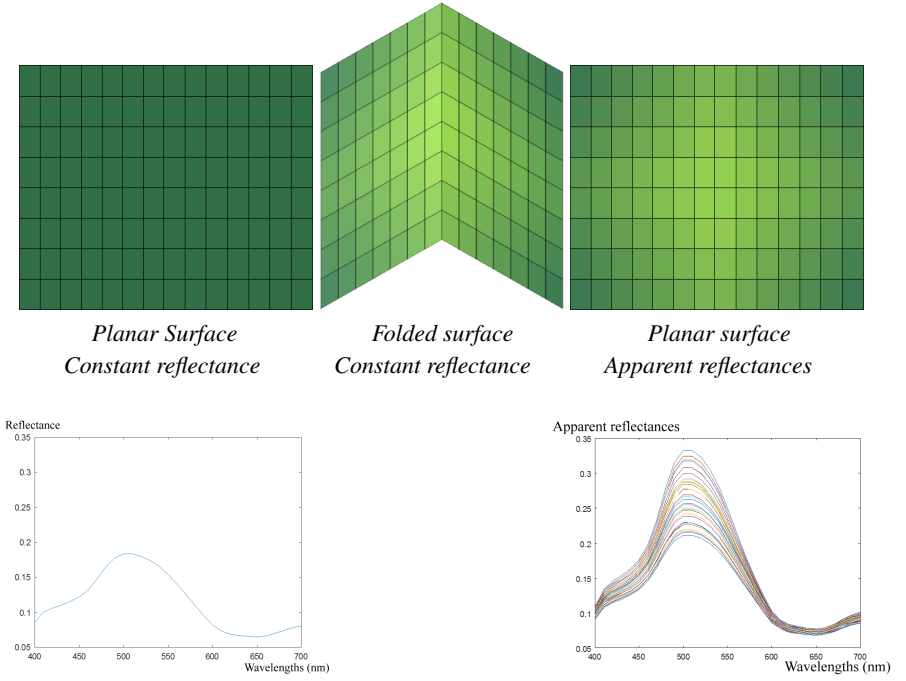 Planar Surface
Constant reflectance
Folded surface
Constant reflectance
Planar surface
Apparent reflectances
Reflectance
0.35
0.3
0.25
0.2
0.15
0.1
0.05
400 450 500 550 600 650 700
Wavelengths (nm)
Apparent reflectances
0.35
0.3
0.25
0.2
0.15
0.1
0.05
400 450 500 550 600 650 700
Wavelengths (nm)